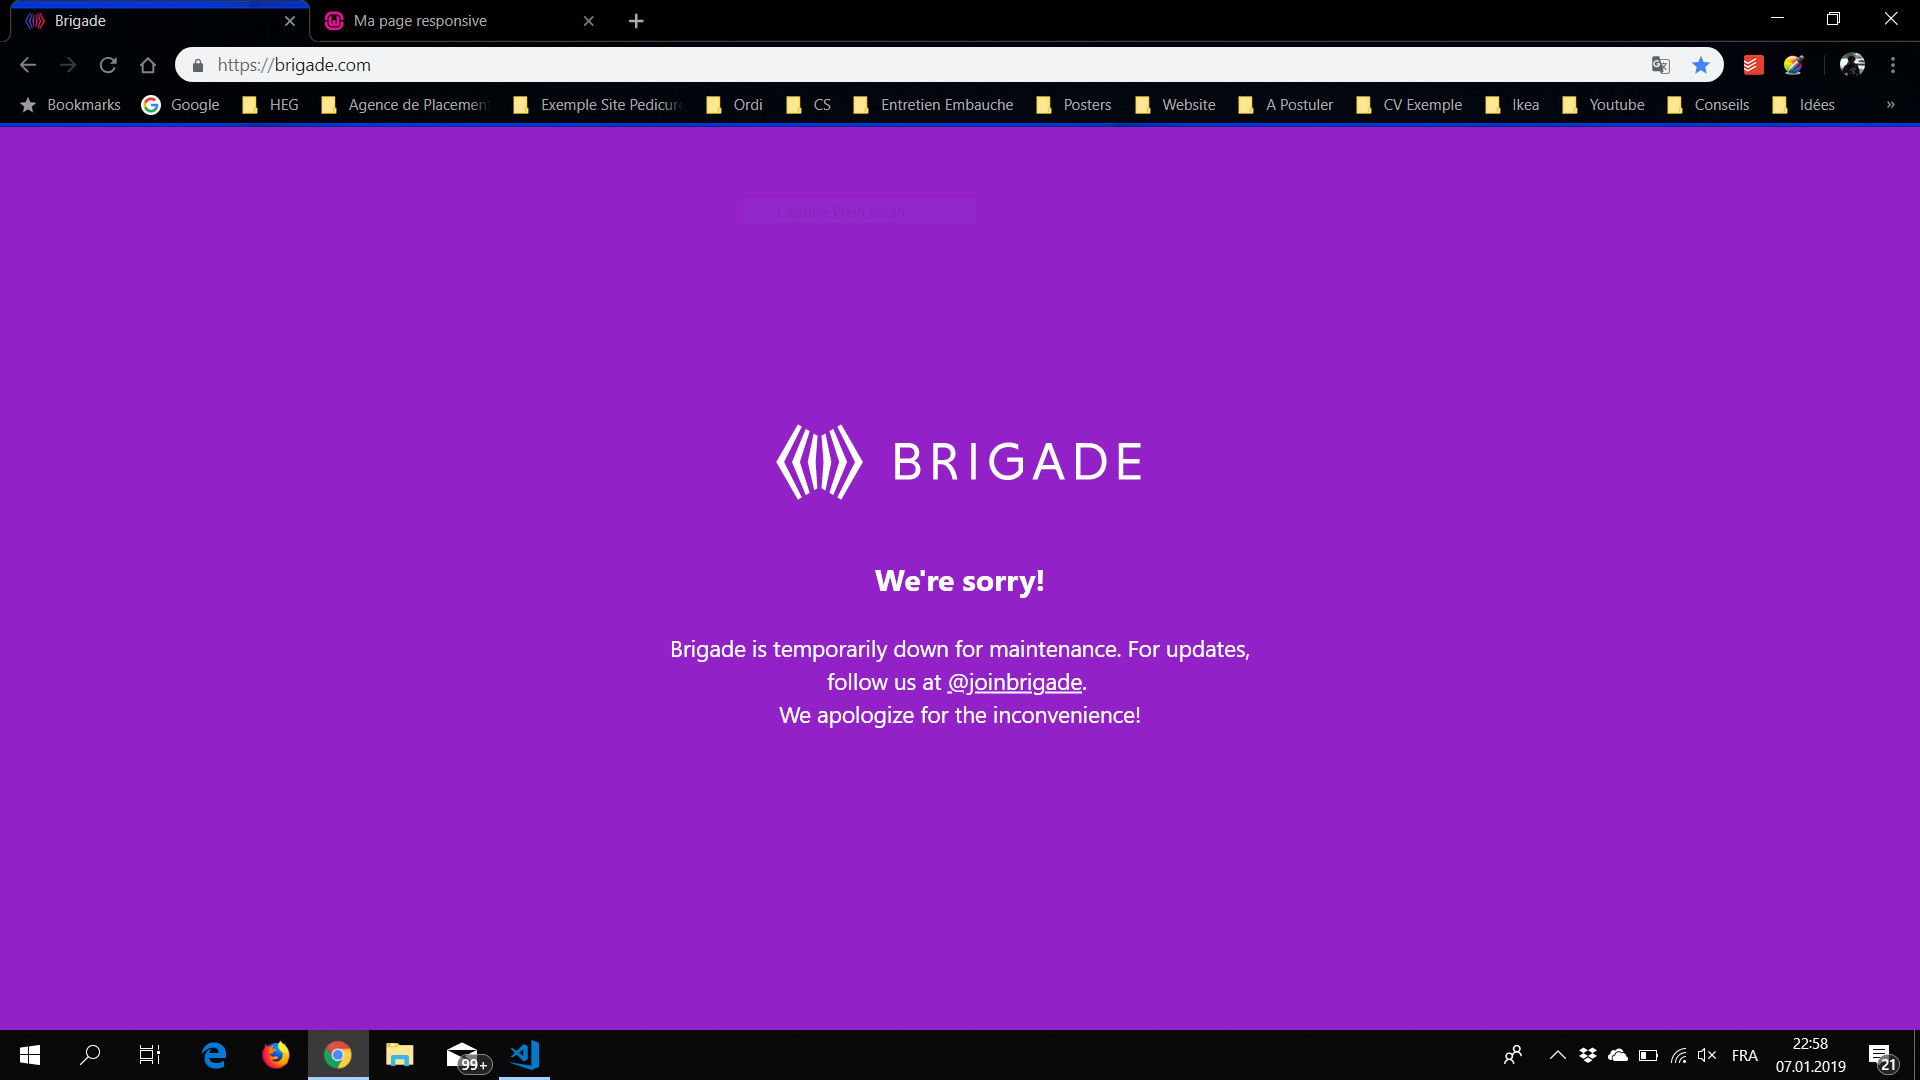 Brigade
Ma page responsive
https://brigade.com
Bookmarks
Google
HEG
Agence de Placemen
Exemple Site Pedicur
Ordi
CS
Entretien Embauche
Posters
Website
A Postuler
CV Exemple
Ikea
Youtube
Conseils
Idées
»
Capture Plein écran
BRIGADE
We're sorry!
Brigade is temporarily down for maintenance. For updates,
follow us at @joinbrigade.
We apologize for the inconvenience!
99+
FRA
22:58
07.01.2019
21